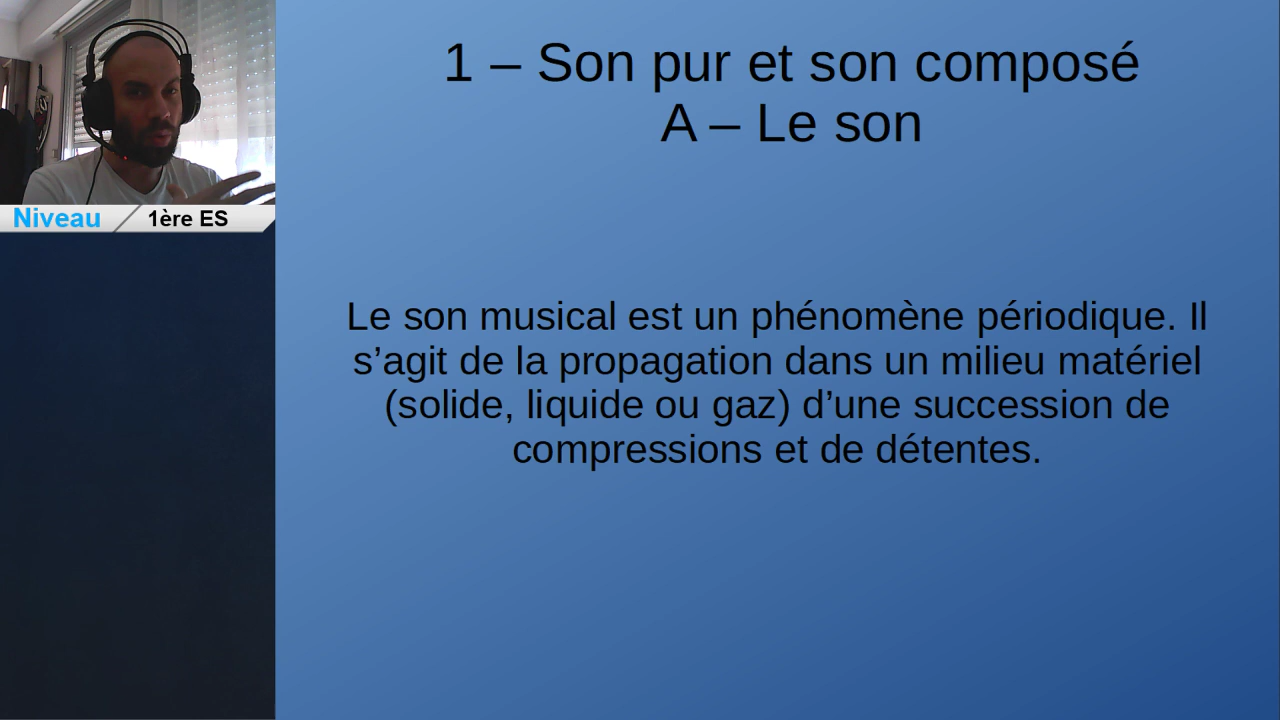 1 – Son pur et son composé
A – Le son
Niveau
1ère ES
Le son musical est un phénomène périodique. Il
s’agit de la propagation dans un milieu matériel
(solide, liquide ou gaz) d’une succession de
compressions et de détentes.